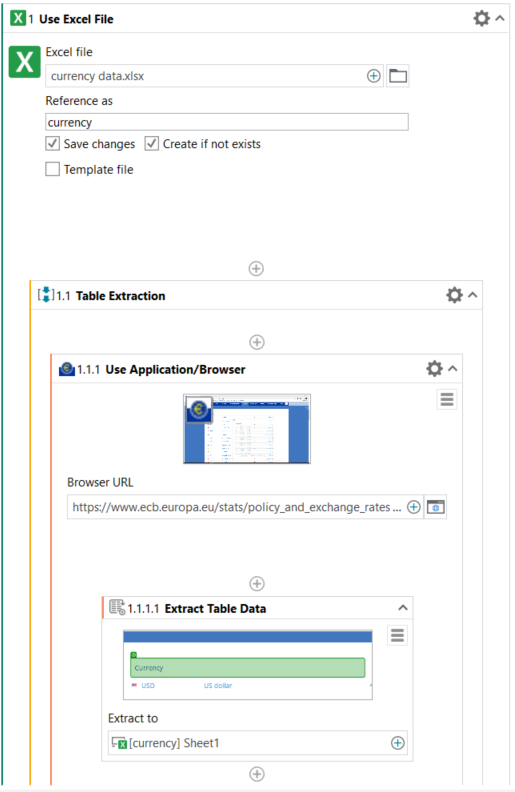 1 Use Excel File
Excel file
currency data.xlsx
Reference as
currency
Save changes Create if not exists
Template file
1.1 Table Extraction
1.1.1 Use Application/Browser
Browser URL
https://www.ecb.europa.eu/stats/policy_and_exchange_rates ...
1.1.1.1 Extract Table Data
Currency
USD US dollar
Extract to
[currency] Sheet1